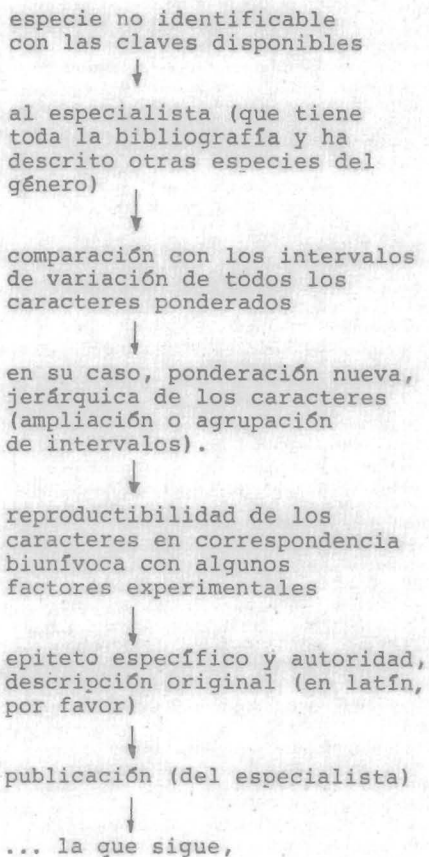 especie no identificable
con las claves disponibles
al especialista (que tiene
toda la bibliografía y ha
descrito otras especies del
género)
comparación con los intervalos
de variación de todos los
caracteres ponderados
en su caso, ponderación nueva,
jerárquica de los caracteres
(ampliación o agrupación
de intervalos).
reproductibilidad de los
caracteres en correspondencia
biunívoca con algunos
factores experimentales
epiteto específico y autoridad,
descripción original (en latín,
por favor)
publicación (del especialista)
... la que sigue,